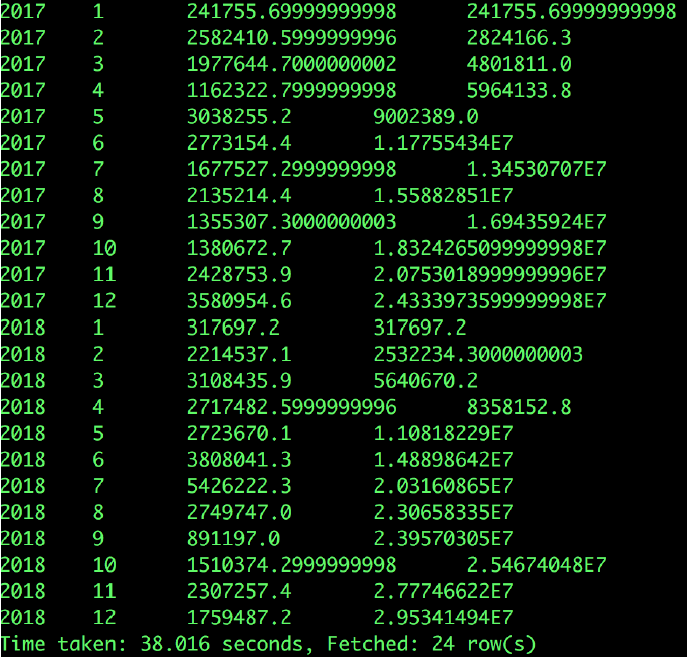 2017 1 241755.69999999998 241755.69999999998
2017 2 2582410.5999999996 2824166.3
2017 3 1977644.7000000002 4801811.0
2017 4 1162322.7999999998 5964133.8
2017 5 3038255.2 9002389.0
2017 6 2773154.4 1.17755434E7
2017 7 1677527.2999999998 1.34530707E7
2017 8 2135214.4 1.55882851E7
2017 9 1355307.3000000003 1.69435924E7
2017 10 1380672.7 1.8324265099999998E7
2017 11 2428753.9 2.0753018999999996E7
2017 12 3580954.6 2.4333973599999998E7
2018 1 317697.2 317697.2
2018 2 2214537.1 2532234.3000000003
2018 3 3108435.9 5640670.2
2018 4 2717482.5999999996 8358152.8
2018 5 2723670.1 1.10818229E7
2018 6 3808041.3 1.48898642E7
2018 7 5426222.3 2.03160865E7
2018 8 2749747.0 2.30658335E7
2018 9 891197.0 2.39570305E7
2018 10 1510374.2999999998 2.54674048E7
2018 11 2307257.4 2.77746622E7
2018 12 1759487.2 2.95341494E7
Time taken: 38.016 seconds, Fetched: 24 row(s)